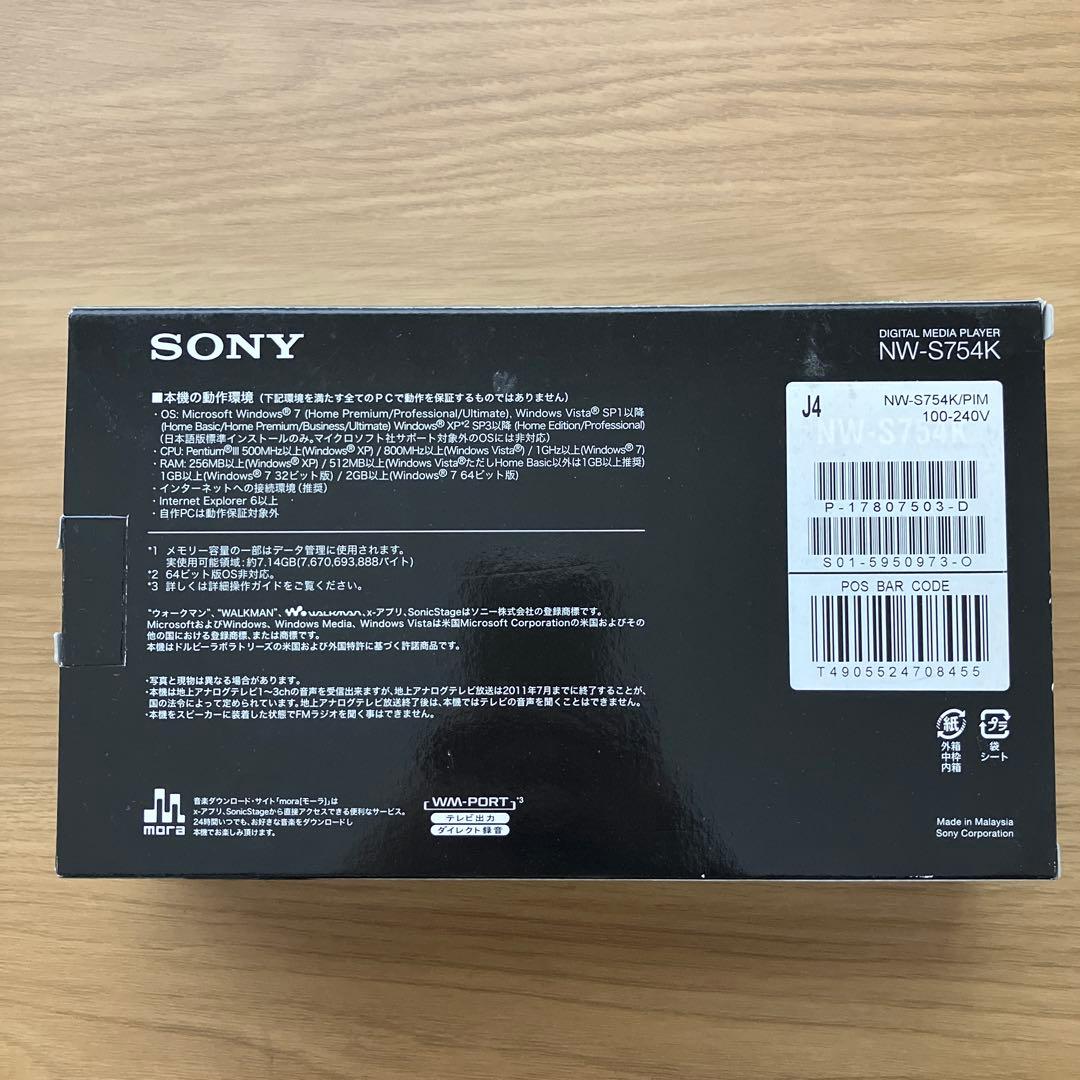 SONY
DIGITAL MEDIA PLAYER
NW-S754K
■本機の動作環境（下記環境を満たす全てのPCで動作を保証するものではありません）
・OS: Microsoft Windows® 7 (Home Premium/Professional/Ultimate), Windows Vista® SP1以降
(Home Basic/Home Premium/Business/Ultimate) Windows® XP*2 SP3以降 (Home Edition/Professional)
（日本語版標準インストールのみ。マイクロソフト社サポート対象外のOSには非対応）
・CPU: Pentium®III 500MHz以上(Windows® XP) / 800MHz以上(Windows Vista®) / 1GHz以上(Windows® 7)
・RAM: 256MB以上(Windows® XP) / 512MB以上(Windows Vista®ただしHome Basic以外は1GB以上推奨)
1GB以上(Windows® 7 32ビット版) / 2GB以上(Windows® 7 64ビット版)
・インターネットへの接続環境（推奨）
・Internet Explorer 6以上
・自作PCは動作保証対象外
*1 メモリー容量の一部はデータ管理に使用されます。
実使用可能領域：約7.14GB(7,670,693,888バイト)
*2 64ビット版OS非対応。
*3 詳しくは詳細操作ガイドをご覧ください。
"ウォークマン"、"WALKMAN"、WALKMAN、x-アプリ、SonicStageはソニー株式会社の登録商標です。
MicrosoftおよびWindows、Windows Media、Windows Vistaは米国Microsoft Corporationの米国およびその
他の国における登録商標、または商標です。
本機はドルビーラボラトリーズの米国および外国特許に基づく許諾商品です。
・写真と現物は異なる場合があります。
・本機は地上アナログテレビ1〜3chの音声を受信出来ますが、地上アナログテレビ放送は2011年7月までに終了することが、
国の法令によって定められています。地上アナログテレビ放送終了後は、本機ではテレビの音声を聞くことはできません。
・本機をスピーカーに装着した状態でFMラジオを聞く事はできません。
mora
音楽ダウンロード・サイト「mora[モーラ]」は
x-アプリ、SonicStageから直接アクセスできる便利なサービス。
24時間いつでも、お好きな音楽をダウンロードし
本機でお楽しみ頂けます。
WM-PORT *3
テレビ出力
ダイレクト録音
J4
NW-S754K/PIM
100-240V
NW-S754K
P-17807503-D
S01-5950973-O
POS BAR CODE
T4905524708455
紙
外箱
中枠
内箱
プラ
袋
シート
Made in Malaysia
Sony Corporation